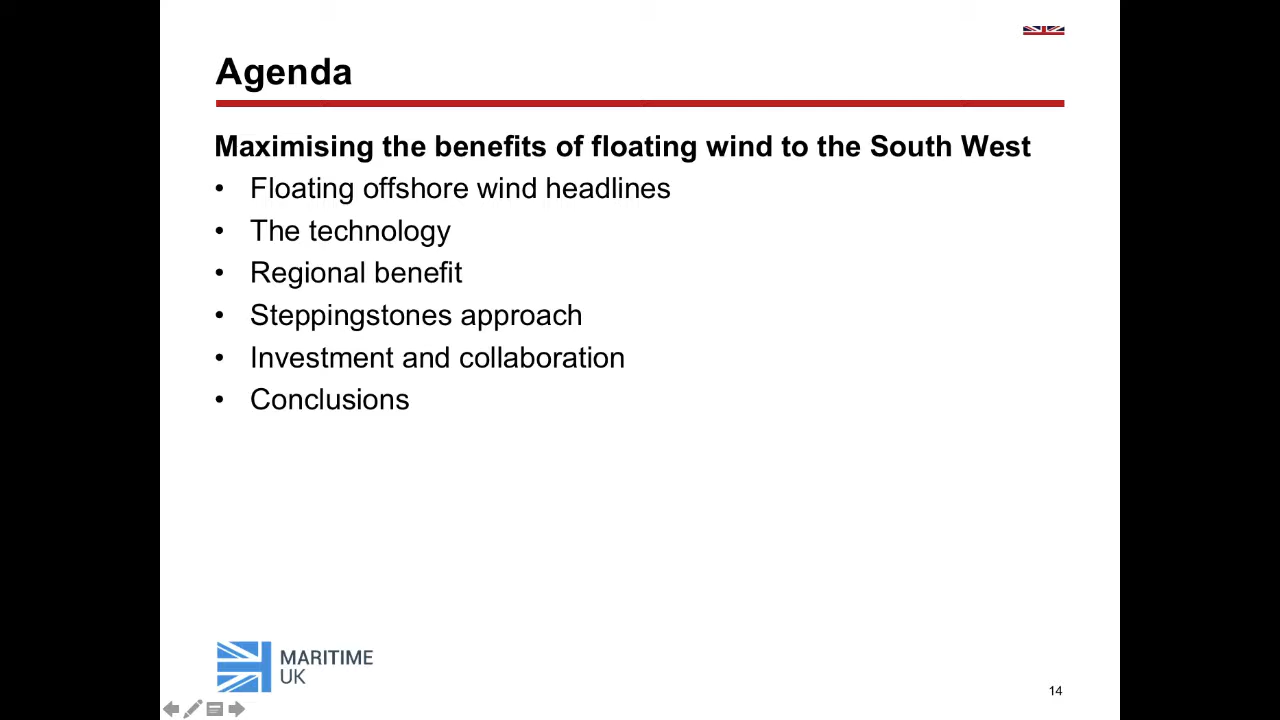 Agenda
Maximising the benefits of floating wind to the South West
• Floating offshore wind headlines
• The technology
• Regional benefit
• Steppingstones approach
• Investment and collaboration
• Conclusions
MARITIME
UK
14